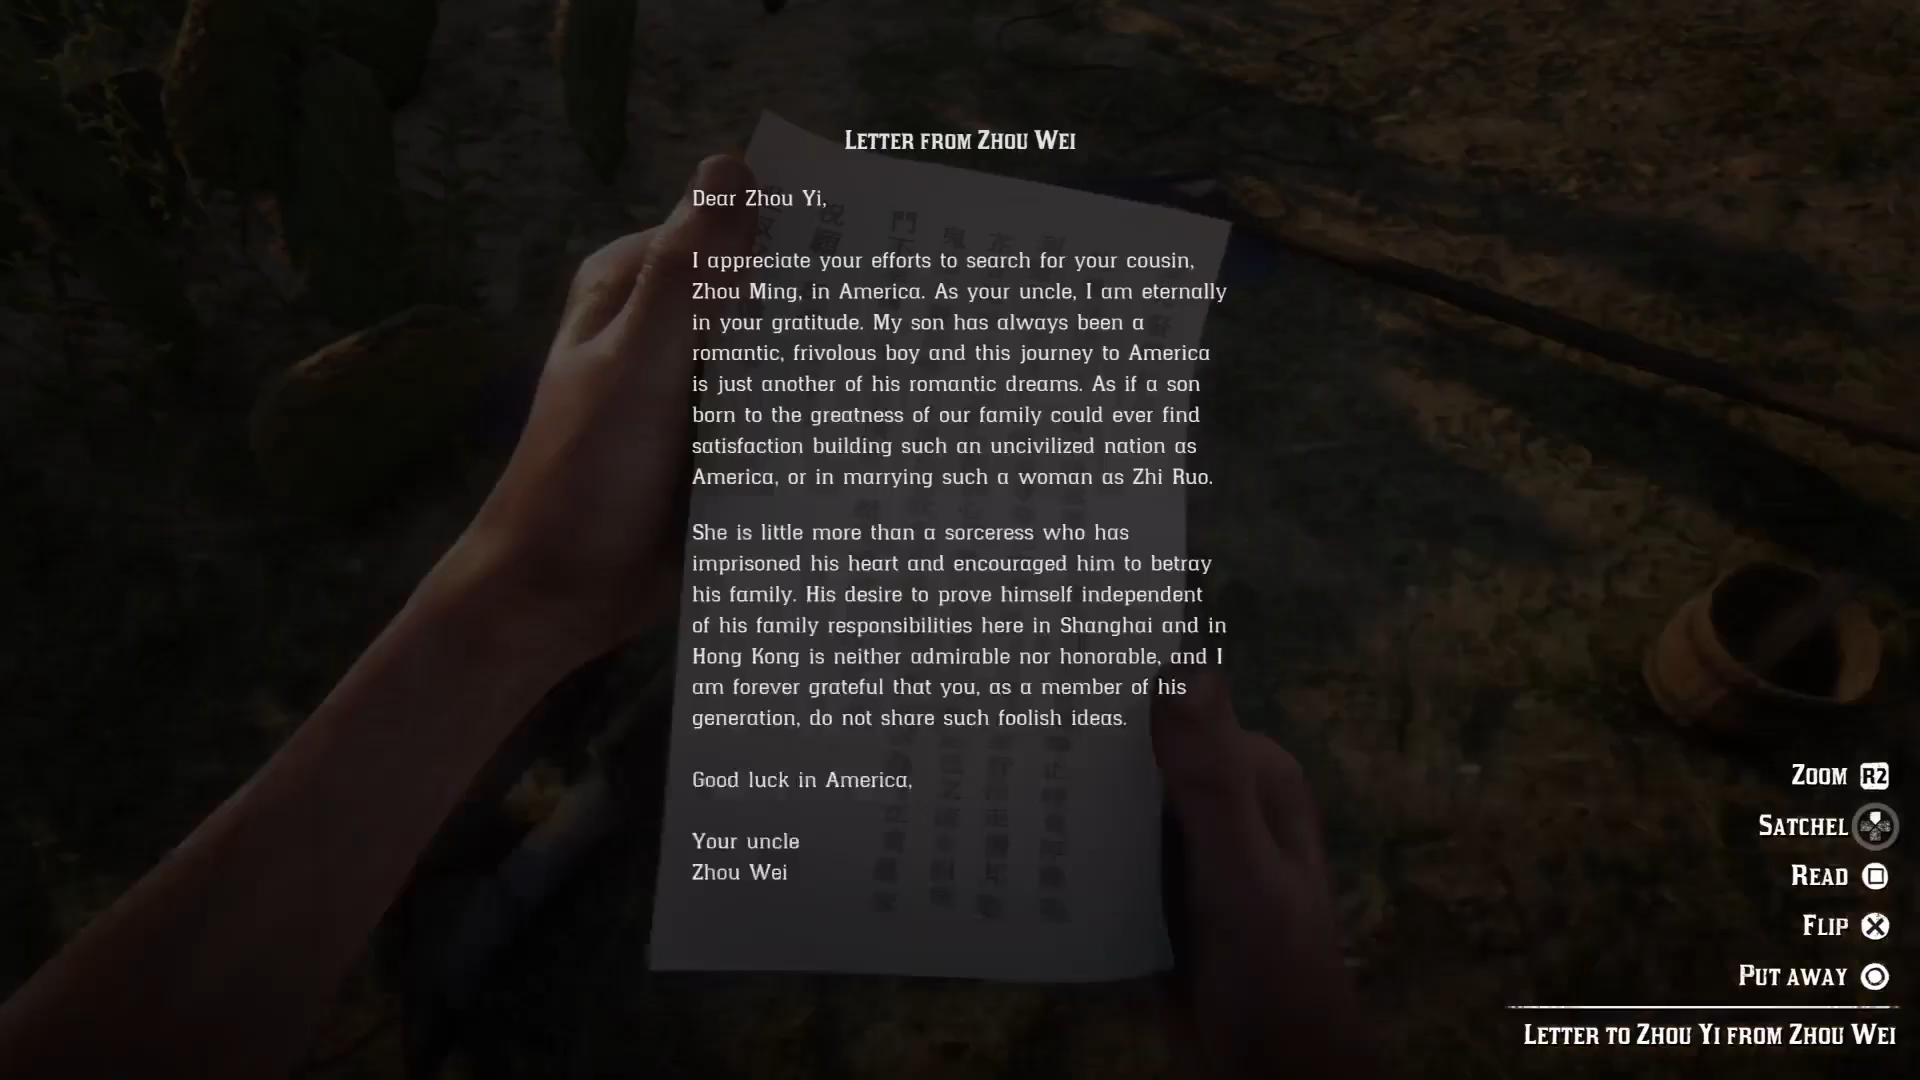 Letter from Zhou Wei
Dear Zhou Yi,
I appreciate your efforts to search for your cousin,
Zhou Ming, in America. As your uncle, I am eternally
in your gratitude. My son has always been a
romantic, frivolous boy and this journey to America
is just another of his romantic dreams. As if a son
born to the greatness of our family could ever find
satisfaction building such an uncivilized nation as
America, or in marrying such a woman as Zhi Ruo.
She is little more than a sorceress who has
imprisoned his heart and encouraged him to betray
his family. His desire to prove himself independent
of his family responsibilities here in Shanghai and in
Hong Kong is neither admirable nor honorable, and I
am forever grateful that you, as a member of his
generation, do not share such foolish ideas.
Good luck in America,
Your uncle
Zhou Wei
Zoom R2
Satchel
Read
Flip
Put away
Letter to Zhou Yi from Zhou Wei